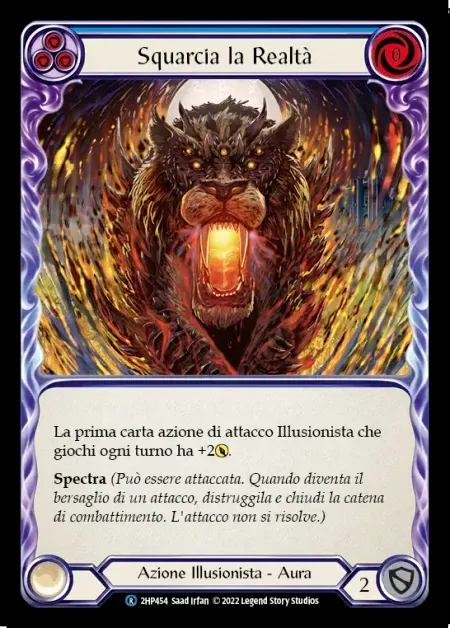 Squarcia la Realtà
0
La prima carta azione di attacco Illusionista che
giochi ogni turno ha +2.
Spectra (Può essere attaccata. Quando diventa il
bersaglio di un attacco, distruggila e chiudi la catena
di combattimento. L'attacco non si risolve.)
Azione Illusionista - Aura
2
R 2HP454 Saad Irfan © 2022 Legend Story Studios